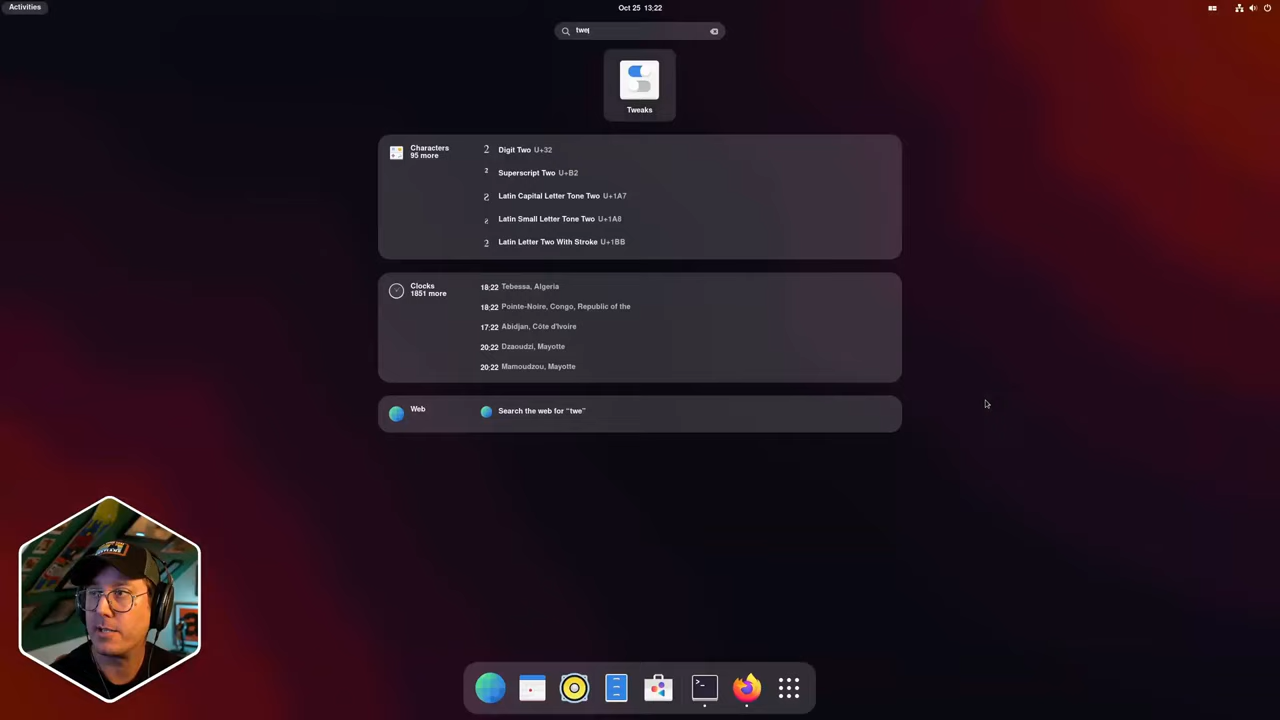 Activities
Oct 25 13:22
twe
Tweaks
Characters
95 more
2 Digit Two U+32
2 Superscript Two U+B2
Ƨ Latin Capital Letter Tone Two U+1A7
ƨ Latin Small Letter Tone Two U+1A8
ƻ Latin Letter Two With Stroke U+1BB
Clocks
1851 more
18:22 Tebessa, Algeria
18:22 Pointe-Noire, Congo, Republic of the
17:22 Abidjan, Côte d'Ivoire
20:22 Dzaoudzi, Mayotte
20:22 Mamoudzou, Mayotte
Web
Search the web for “twe”